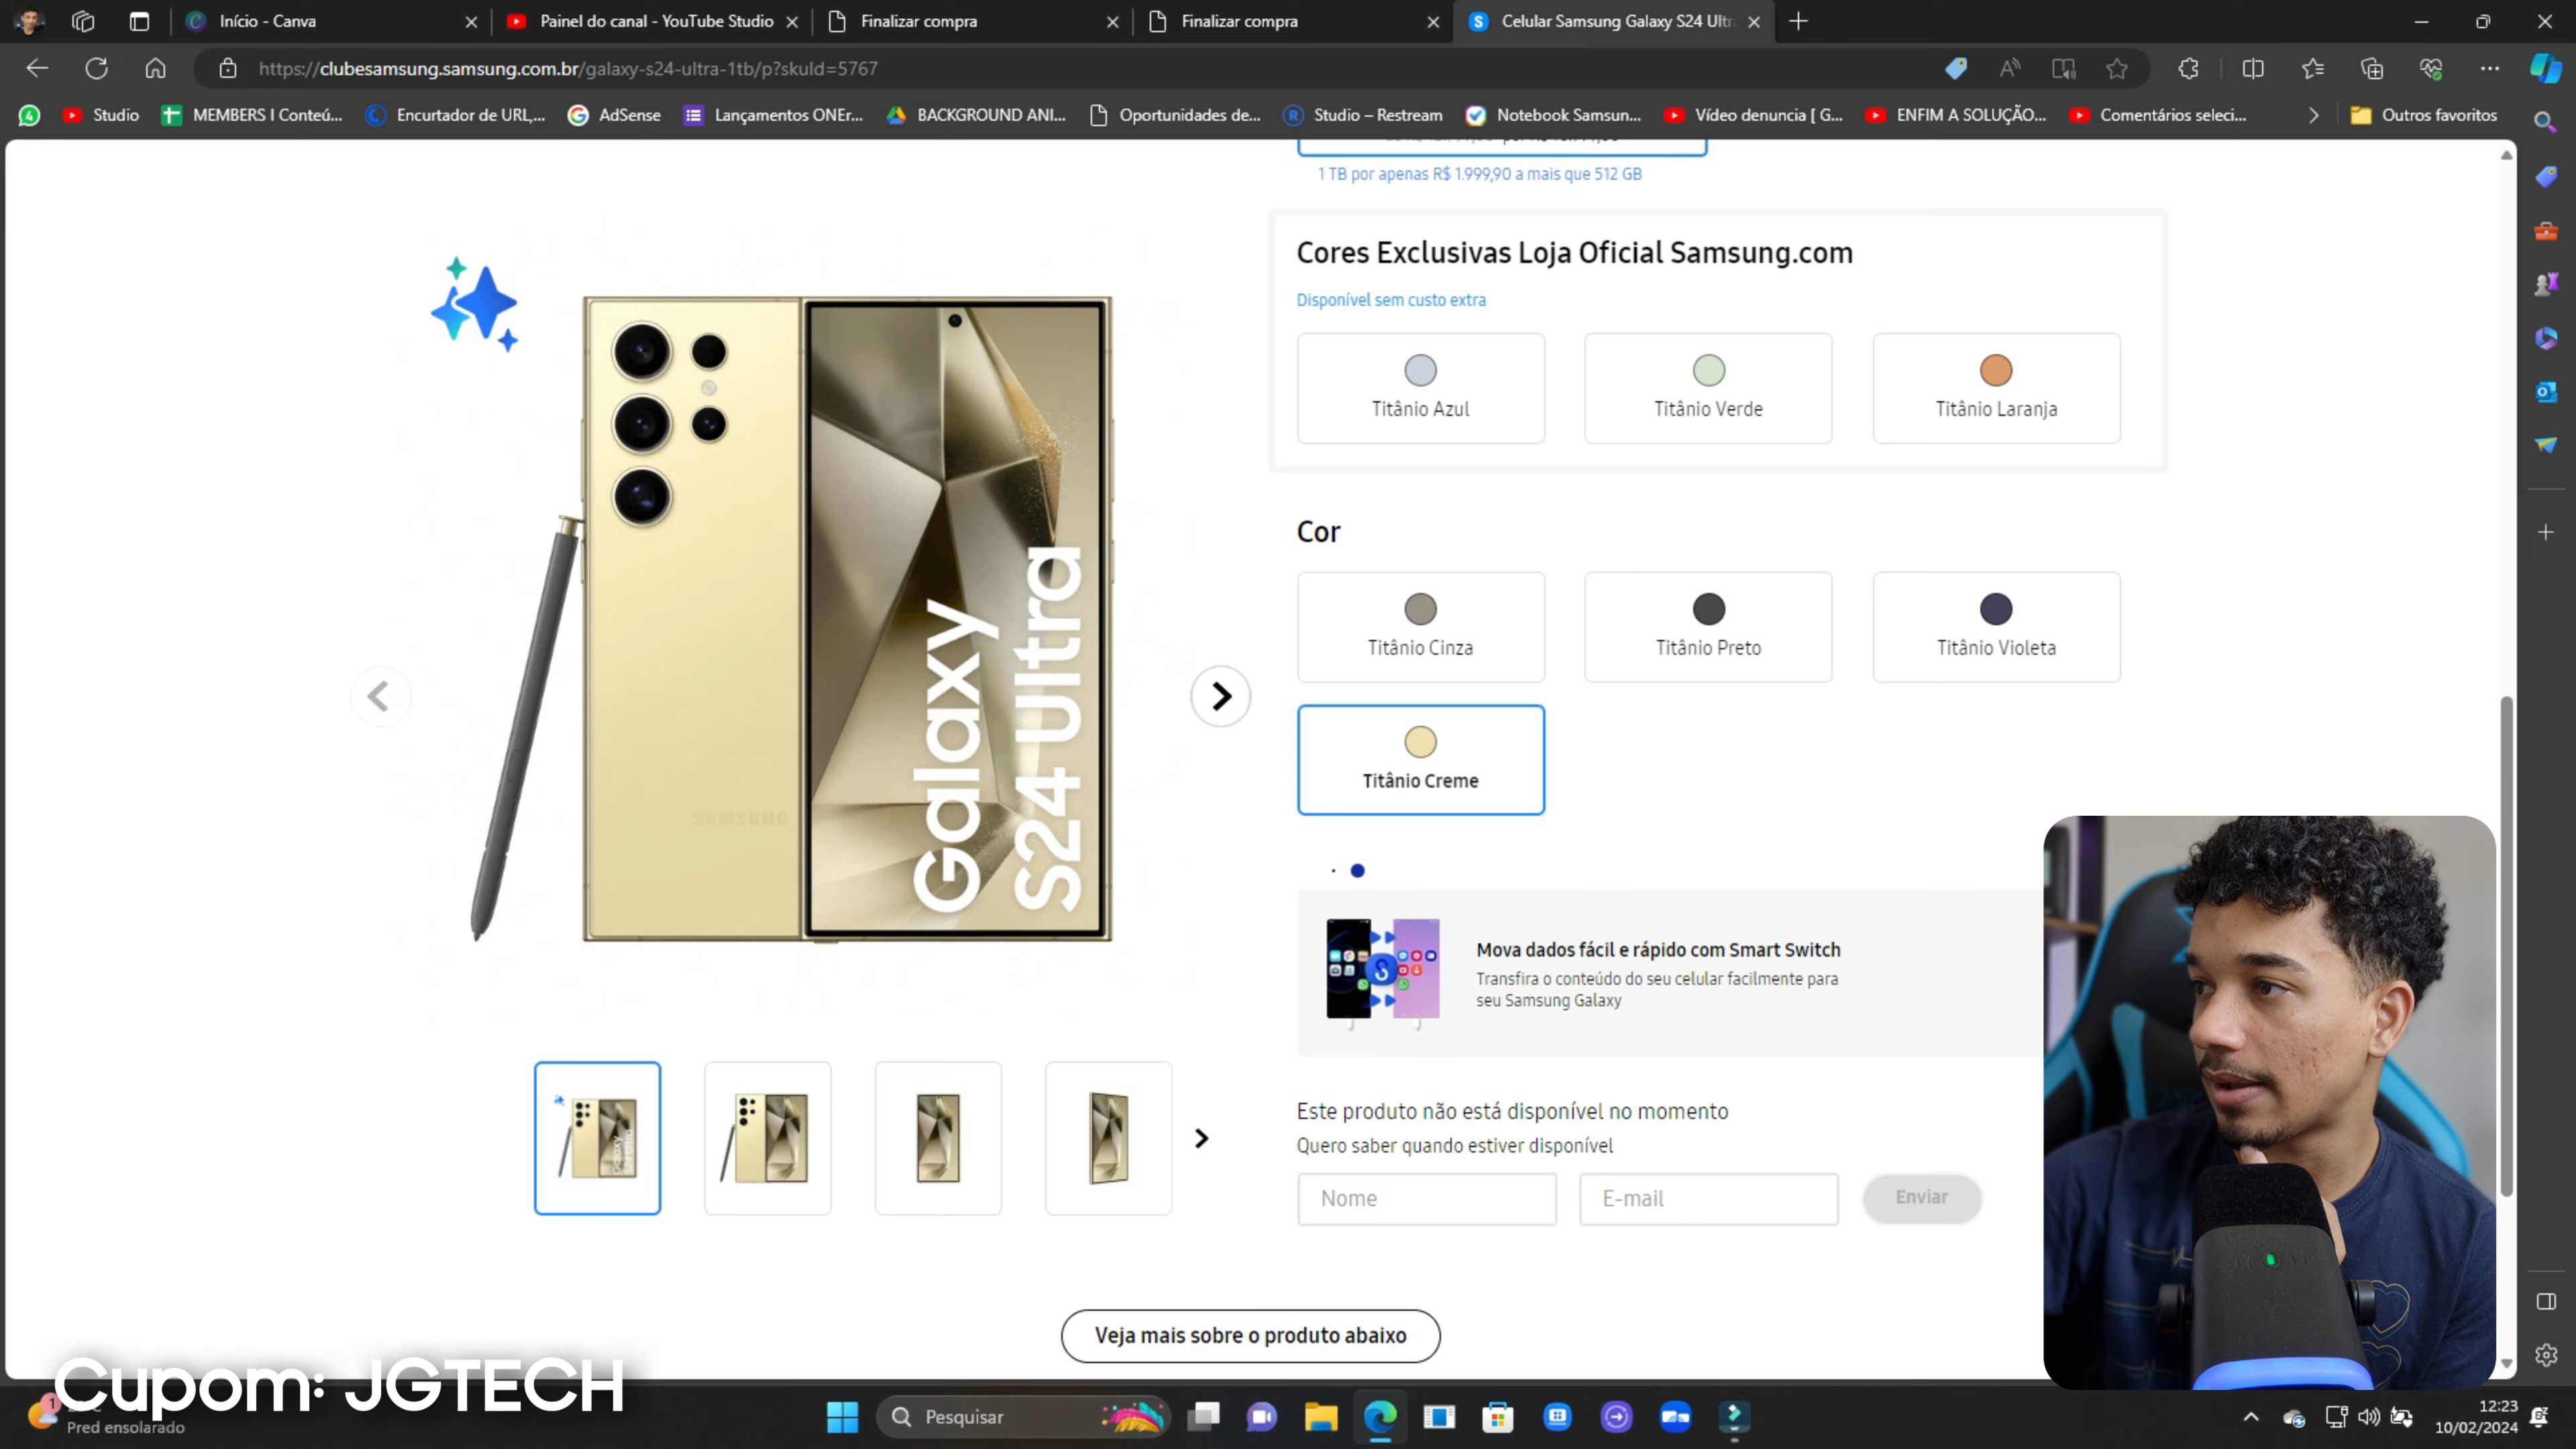 Início - Canva
Painel do canal - YouTube Studio
Finalizar compra
Finalizar compra
Celular Samsung Galaxy S24 Ultr
https://clubesamsung.samsung.com.br/galaxy-s24-ultra-1tb/p?skuId=5767
Studio
MEMBERS I Conteú...
Encurtador de URL,...
AdSense
Lançamentos ONEr...
BACKGROUND ANI...
Oportunidades de...
Studio – Restream
Notebook Samsun...
Vídeo denuncia [ G...
ENFIM A SOLUÇÃO...
Comentários seleci...
Outros favoritos
1 TB por apenas R$ 1.999,90 a mais que 512 GB
Cores Exclusivas Loja Oficial Samsung.com
Disponível sem custo extra
Titânio Azul
Titânio Verde
Titânio Laranja
Cor
Titânio Cinza
Titânio Preto
Titânio Violeta
Titânio Creme
Galaxy
S24 Ultra
SAMSUNG
Mova dados fácil e rápido com Smart Switch
Transfira o conteúdo do seu celular facilmente para
seu Samsung Galaxy
Este produto não está disponível no momento
Quero saber quando estiver disponível
Nome
E-mail
Enviar
Veja mais sobre o produto abaixo
Cupom: JGTECH
1
Pred ensolarado
Pesquisar
12:23
10/02/2024